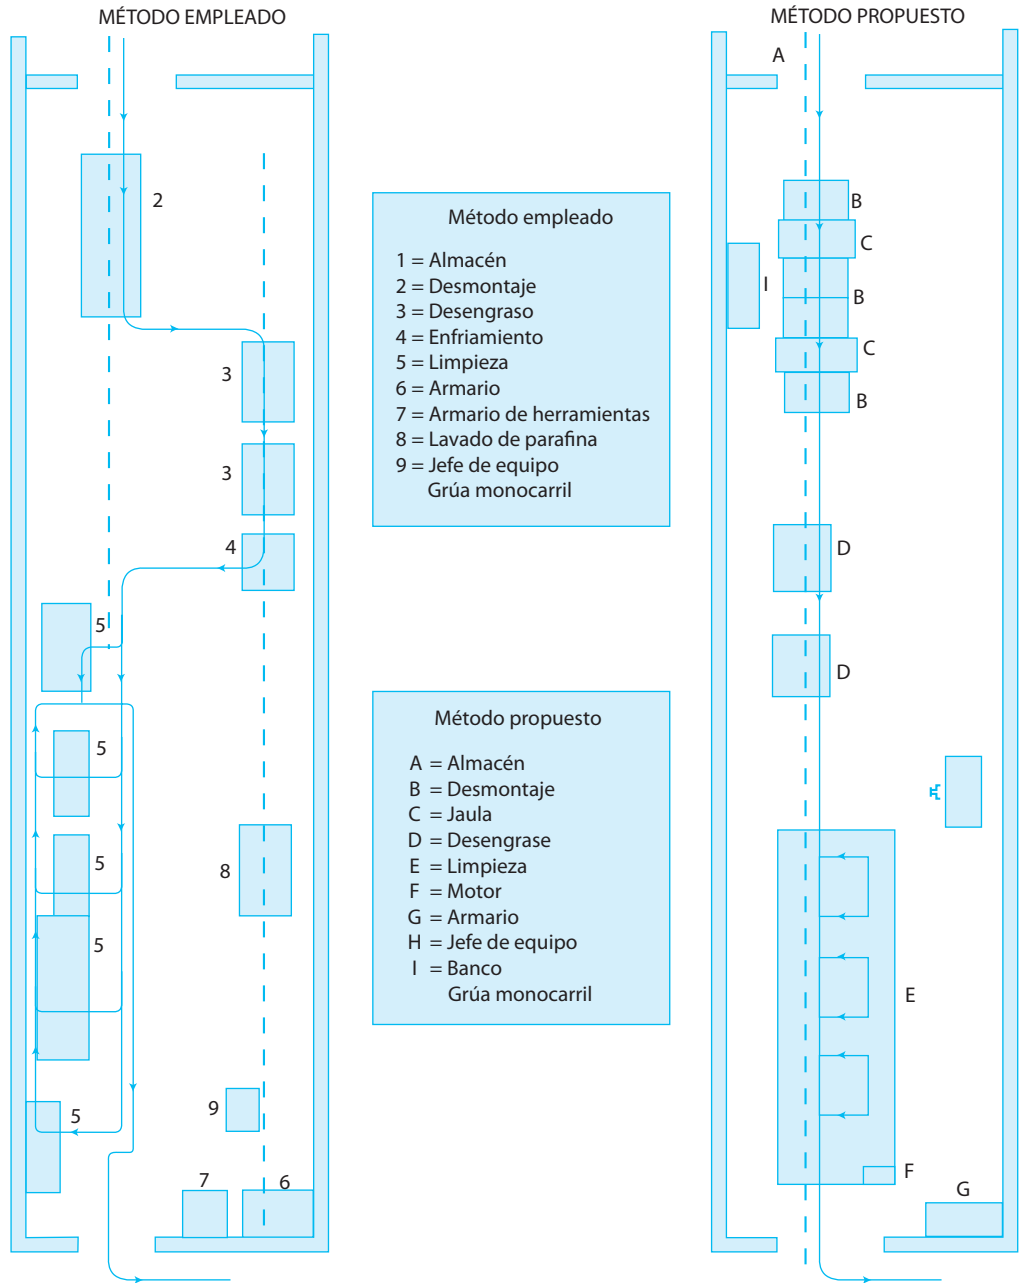 MÉTODO EMPLEADO
2
3
3
4
5
5
5
5
8
9
5
7
6
Método empleado
1 = Almacén
2 = Desmontaje
3 = Desengraso
4 = Enfriamiento
5 = Limpieza
6 = Armario
7 = Armario de herramientas
8 = Lavado de parafina
9 = Jefe de equipo
Grúa monocarril
Método propuesto
A = Almacén
B = Desmontaje
C = Jaula
D = Desengrase
E = Limpieza
F = Motor
G = Armario
H = Jefe de equipo
I = Banco
Grúa monocarril
MÉTODO PROPUESTO
A
B
C
I
B
C
B
D
D
E
F
G